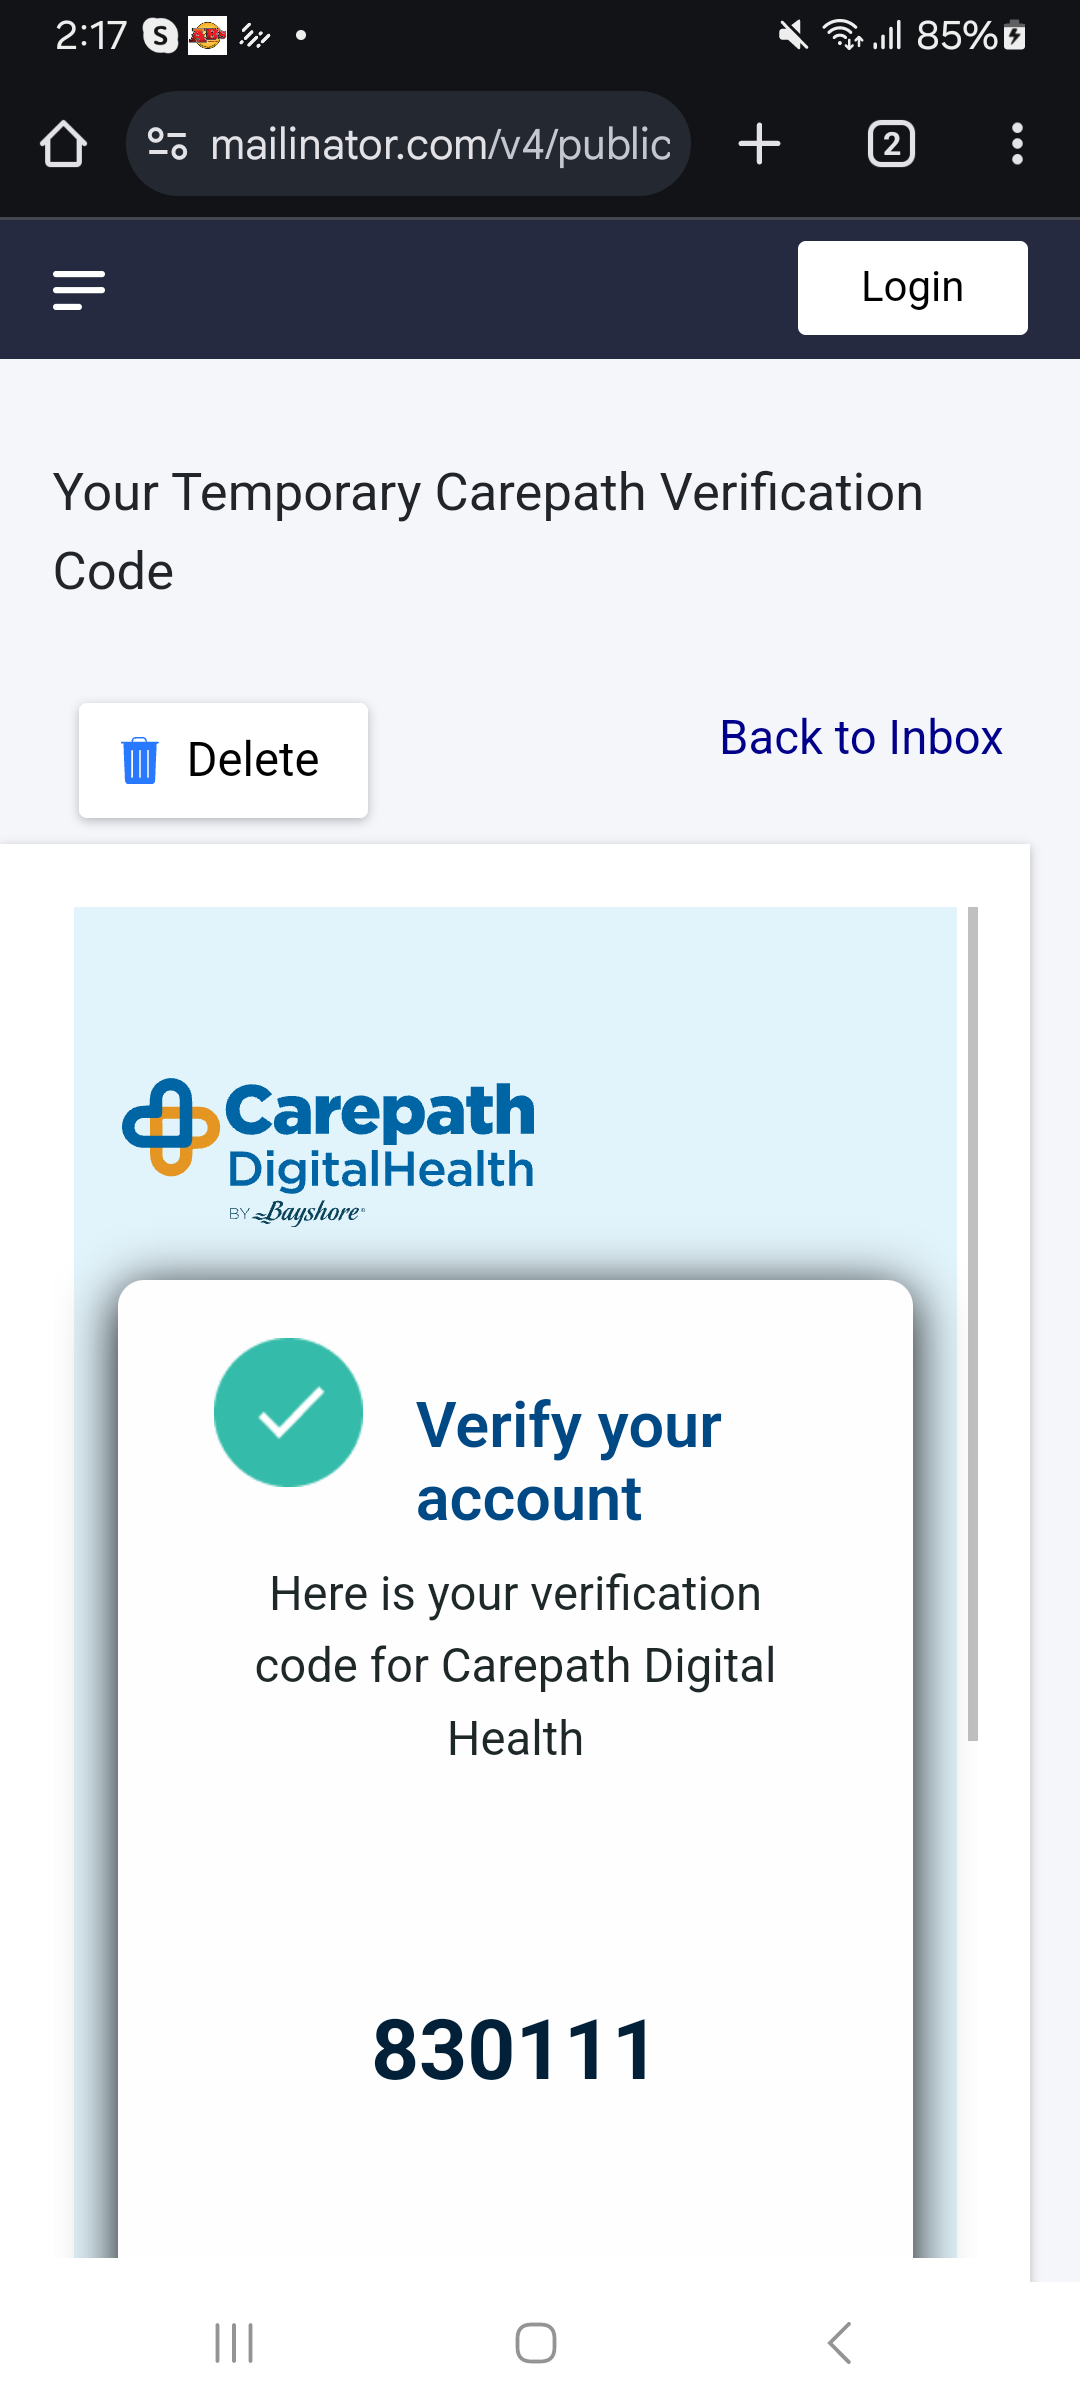 2:17
S
85%
mailinator.com/v4/public
2
Login
Your Temporary Carepath Verification
Code
Delete
Back to Inbox
Carepath
DigitalHealth
BY Bayshore
Verify your
account
Here is your verification
code for Carepath Digital
Health
830111